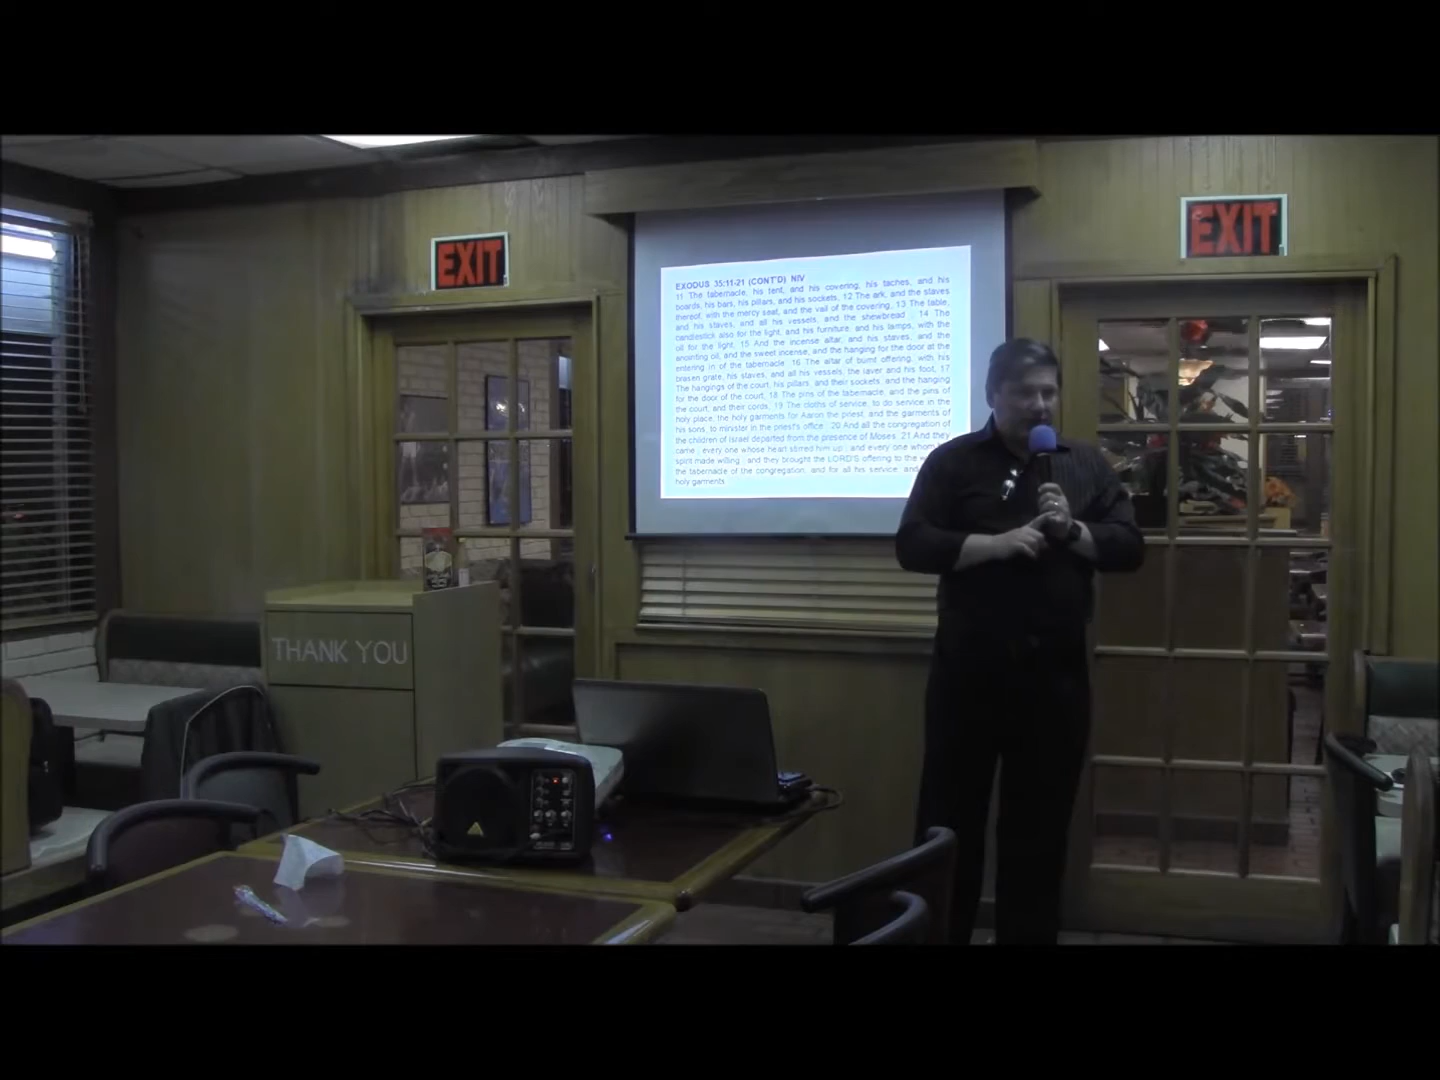 EXIT
EXIT
EXODUS 35:11-21 (CONT'D) NIV
11 The tabernacle, his tent, and his covering, his taches, and his
boards, his bars, his pillars, and his sockets, 12 The ark, and the staves
thereof, with the mercy seat, and the vail of the covering, 13 The table,
and his staves, and all his vessels, and the shewbread , 14 The
candlestick also for the light, and his furniture, and his lamps, with the
oil for the light, 15 And the incense altar, and his staves, and the
anointing oil, and the sweet incense, and the hanging for the door at the
entering in of the tabernacle 16 The altar of burnt offering, with his
brasen grate, his staves, and all his vessels, the laver and his foot, 17
The hangings of the court, his pillars, and their sockets, and the hanging
for the door of the court, 18 The pins of the tabernacle, and the pins of
the court, and their cords, 19 The cloths of service, to do service in the
holy place, the holy garments for Aaron the priest, and the garments of
his sons, to minister in the priest's office . 20 And all the congregation of
the children of Israel departed from the presence of Moses. 21 And they
came , every one whose heart stirred him up , and every one whom
spirit made willing , and they brought the LORD'S offering to the
the tabernacle of the congregation, and for all his service, and
holy garments
THANK YOU